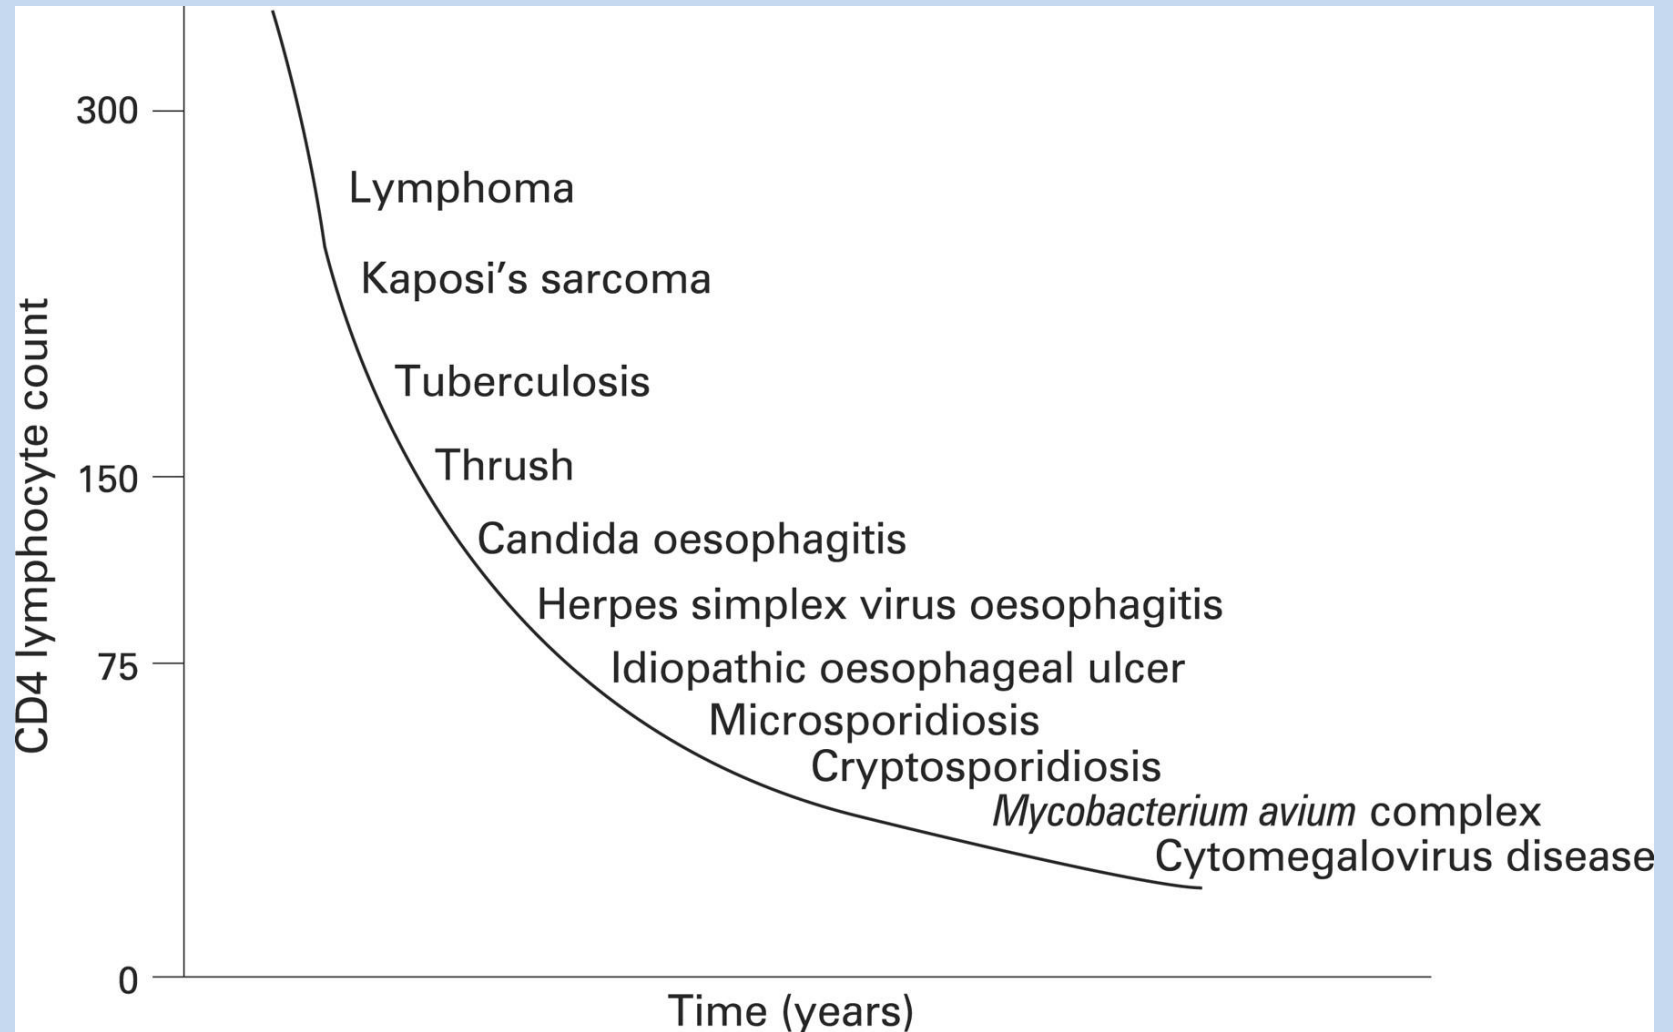 300
Lymphoma
Kaposi’s sarcoma
Tuberculosis
CD4 lymphocyte count
Thrush
150
Candida oesophagitis
Herpes simplex virus oesophagitis
75
Idiopathic oesophageal ulcer
Microsporidiosis
Cryptosporidiosis
Mycobacterium avium complex
Cytomegalovirus disease
0
Time (years)